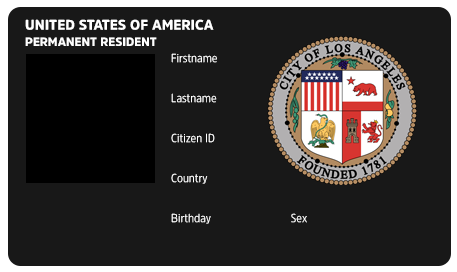 UNITED STATES OF AMERICA
PERMANENT RESIDENT
Firstname
Lastname
Citizen ID
Country
Birthday
Sex
CITY OF LOS ANGELES
FOUNDED 1781